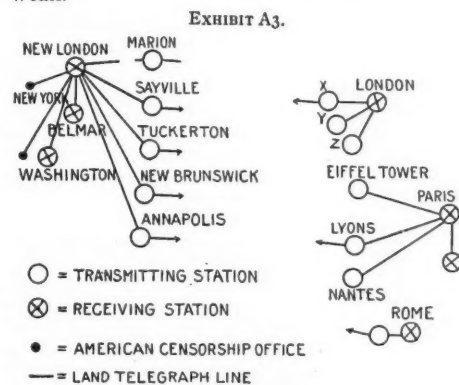 EXHIBIT A3.
NEW LONDON
MARION
NEW YORK
SAYVILLE
BELMAR
TUCKERTON
WASHINGTON
NEW BRUNSWICK
ANNAPOLIS
X
LONDON
Y
Z
EIFFEL TOWER
PARIS
LYONS
NANTES
ROME
= TRANSMITTING STATION
= RECEIVING STATION
= AMERICAN CENSORSHIP OFFICE
= LAND TELEGRAPH LINE